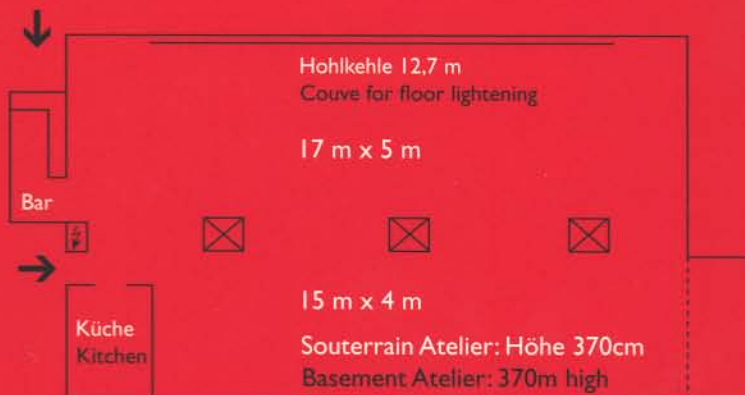 Hohlkehle 12,7 m
Couve for floor lightening
17 m x 5 m
Bar
15 m x 4 m
Küche
Kitchen
Souterrain Atelier: Höhe 370cm
Basement Atelier: 370m high